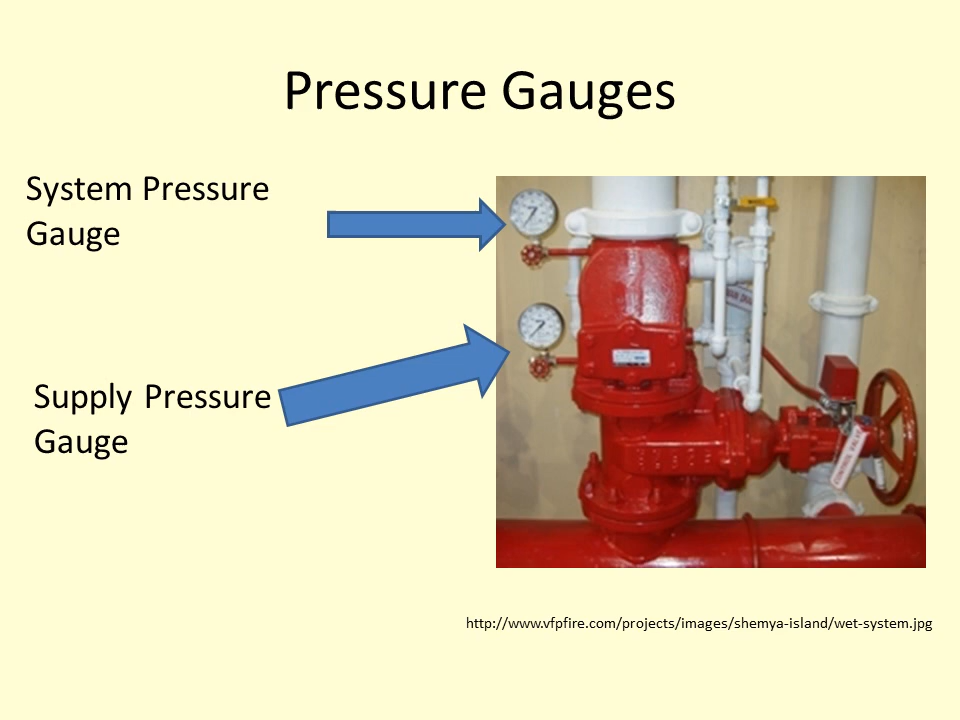 Pressure Gauges
System Pressure
Gauge
Supply Pressure
Gauge
http://www.vfpfire.com/projects/images/shemya-island/wet-system.jpg